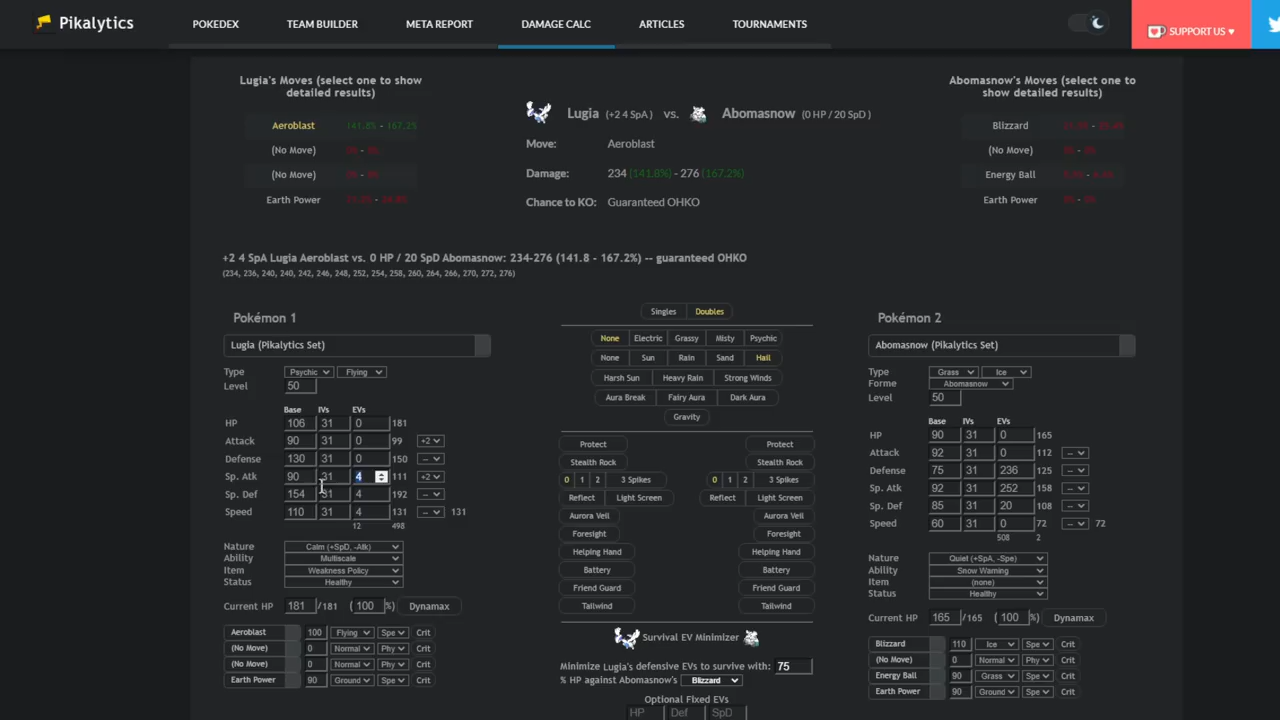 Pikalytics
POKEDEX TEAM BUILDER META REPORT DAMAGE CALC ARTICLES TOURNAMENTS
SUPPORT US ♥
Lugia's Moves (select one to show detailed results)
Aeroblast 141.8% - 167.2%
(No Move)
(No Move)
Earth Power
Lugia (+2 4 SpA) vs. Abomasnow (0 HP / 20 SpD )
Move: Aeroblast
Damage: 234 (141.8%) - 276 (167.2%)
Chance to KO: Guaranteed OHKO
Abomasnow's Moves (select one to show detailed results)
Blizzard
(No Move)
Energy Ball
Earth Power
+2 4 SpA Lugia Aeroblast vs. 0 HP / 20 SpD Abomasnow: 234-276 (141.8 - 167.2%) -- guaranteed OHKO
(234, 236, 240, 240, 242, 246, 248, 252, 254, 258, 260, 264, 266, 270, 272, 276)
Pokémon 1
Lugia (Pikalytics Set)
Type Psychic Flying
Level 50
Base IVs EVs
HP 106 31 0 181
Attack 90 31 0 99 +2
Defense 130 31 0 150 --
Sp. Atk 90 31 4 111 +2
Sp. Def 154 31 4 192 --
Speed 110 31 4 131 -- 131
12 498
Nature Calm (+SpD, -Atk)
Ability Multiscale
Item Weakness Policy
Status Healthy
Current HP 181 /181 ( 100 %) Dynamax
Aeroblast 100 Flying Spe Crit
(No Move) 0 Normal Phy Crit
(No Move) 0 Normal Phy Crit
Earth Power 90 Ground Spe Crit
Singles Doubles
None Electric Grassy Misty Psychic
None Sun Rain Sand Hail
Harsh Sun Heavy Rain Strong Winds
Aura Break Fairy Aura Dark Aura
Gravity
Protect Protect
Stealth Rock Stealth Rock
0 1 2 3 Spikes 0 1 2 3 Spikes
Reflect Light Screen Reflect Light Screen
Aurora Veil Aurora Veil
Foresight Foresight
Helping Hand Helping Hand
Battery Battery
Friend Guard Friend Guard
Tailwind Tailwind
Survival EV Minimizer
Minimize Lugia's defensive EVs to survive with: 75
% HP against Abomasnow's Blizzard
Optional Fixed EVs
HP Def SpD
Pokémon 2
Abomasnow (Pikalytics Set)
Type Grass Ice
Forme Abomasnow
Level 50
Base IVs EVs
HP 90 31 0 165
Attack 92 31 0 112 --
Defense 75 31 236 125 --
Sp. Atk 92 31 252 158 --
Sp. Def 85 31 20 108 --
Speed 60 31 0 72 -- 72
508 2
Nature Quiet (+SpA, -Spe)
Ability Snow Warning
Item (none)
Status Healthy
Current HP 165 /165 ( 100 %) Dynamax
Blizzard 110 Ice Spe Crit
(No Move) 0 Normal Phy Crit
Energy Ball 90 Grass Spe Crit
Earth Power 90 Ground Spe Crit